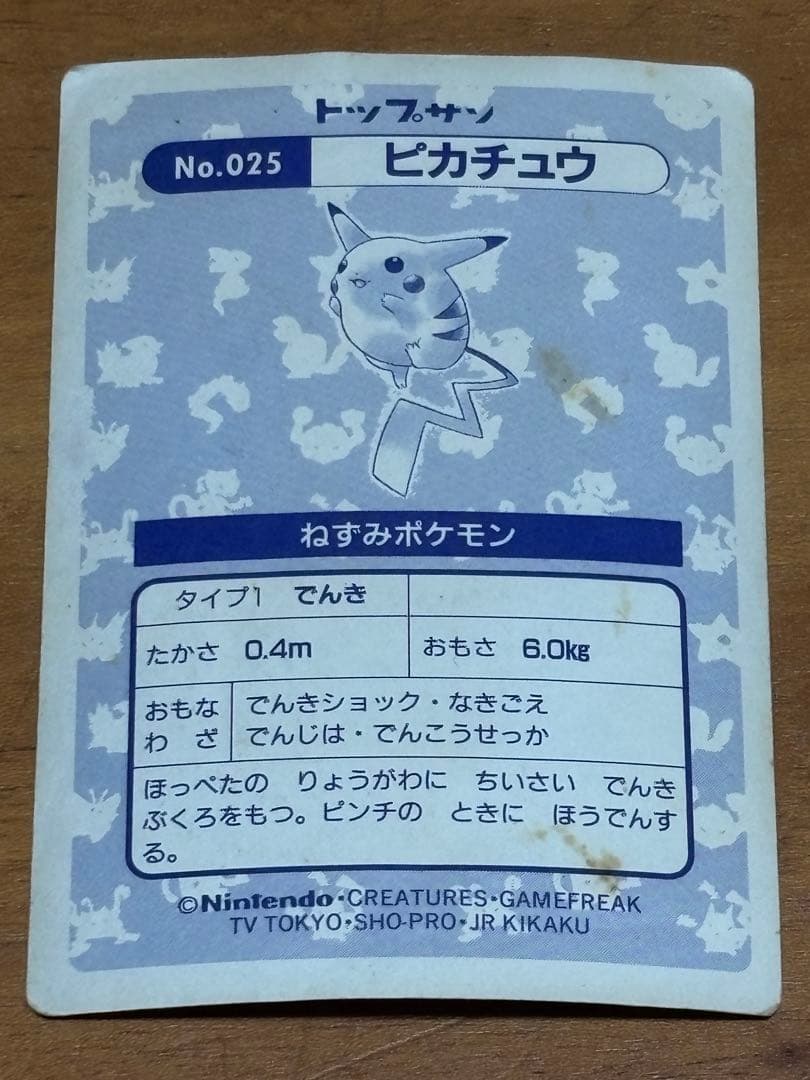 トップサン
No.025 ピカチュウ
ねずみポケモン
タイプ1 でんき
たかさ 0.4m おもさ 6.0kg
おもな でんきショック・なきごえ
わ ざ でんじは・でんこうせっか
ほっぺたの りょうがわに ちいさい でんき
ぶくろをもつ。ピンチの ときに ほうでんす
る。
©Nintendo・CREATURES・GAMEFREAK
TV TOKYO・SHO-PRO・JR KIKAKU